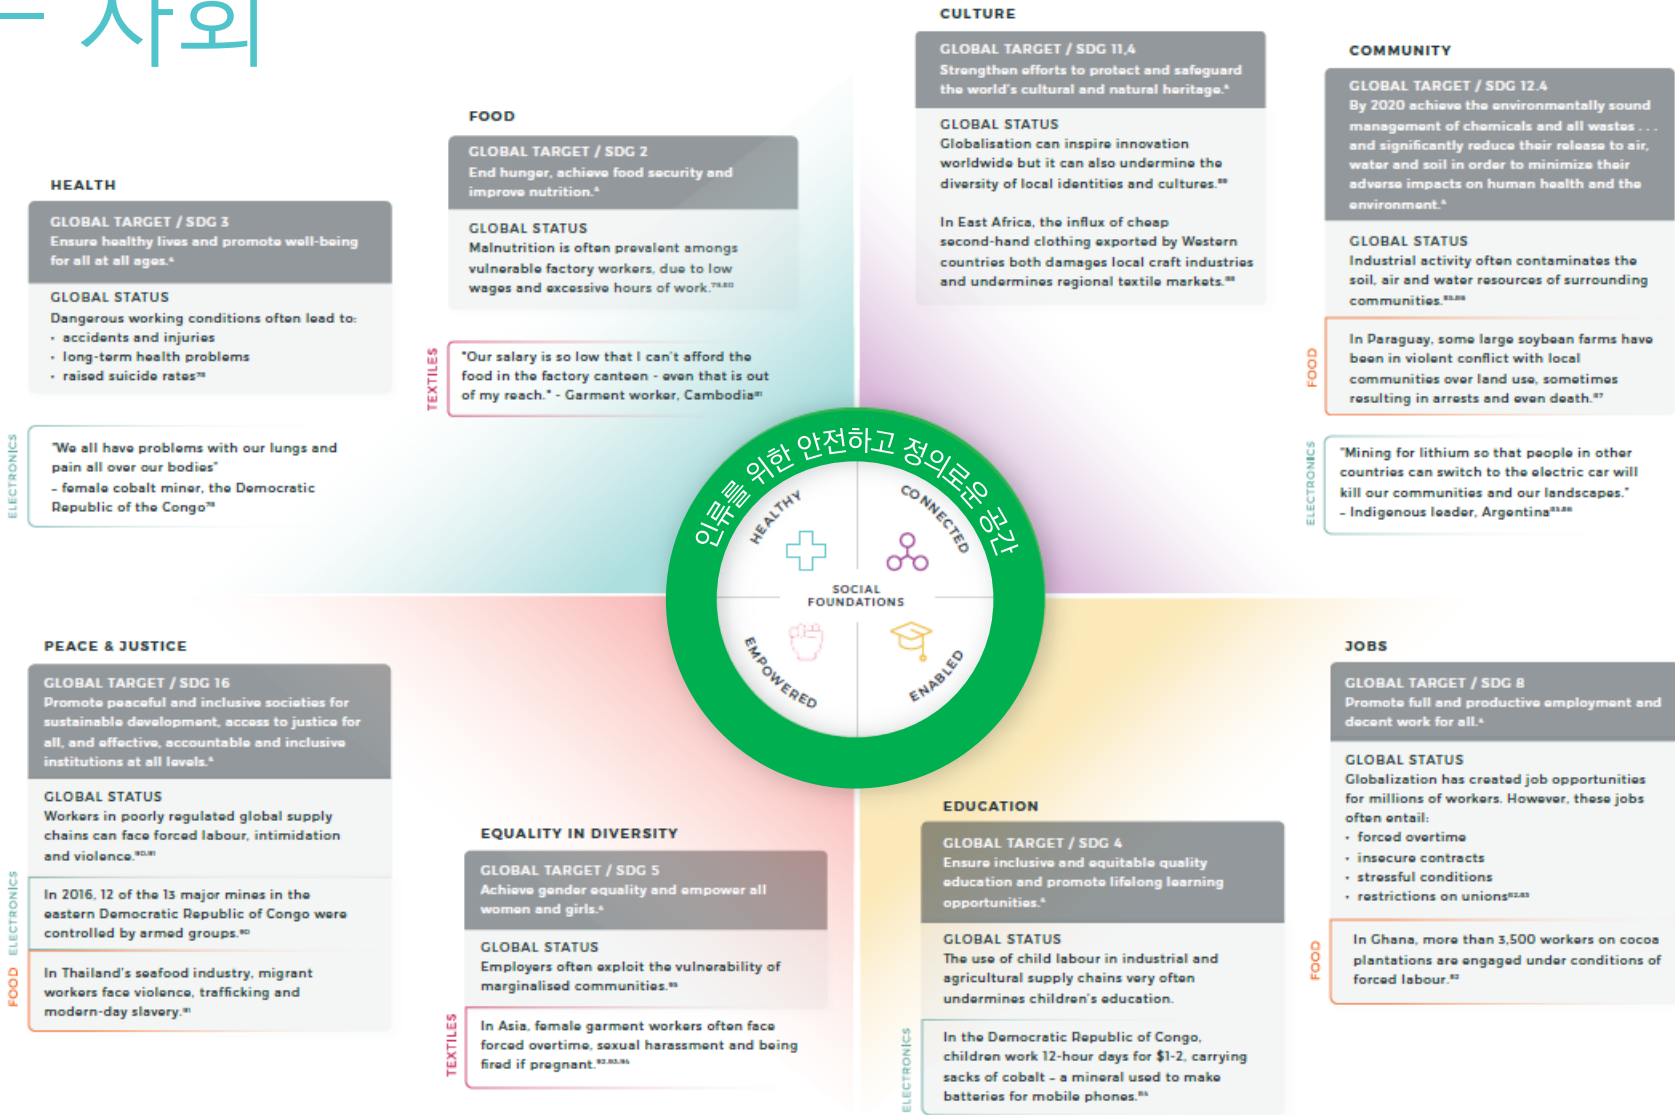 – 사회
HEALTH
GLOBAL TARGET / SDG 3
Ensure healthy lives and promote well-being
for all at all ages.⁴
GLOBAL STATUS
Dangerous working conditions often lead to:
• accidents and injuries
• long-term health problems
• raised suicide rates⁷⁸
ELECTRONICS
"We all have problems with our lungs and
pain all over our bodies"
– female cobalt miner, the Democratic
Republic of the Congo⁷⁸
FOOD
GLOBAL TARGET / SDG 2
End hunger, achieve food security and
improve nutrition.⁴
GLOBAL STATUS
Malnutrition is often prevalent amongs
vulnerable factory workers, due to low
wages and excessive hours of work.⁷⁹·⁸⁰
TEXTILES
"Our salary is so low that I can't afford the
food in the factory canteen - even that is out
of my reach." - Garment worker, Cambodia⁸¹
CULTURE
GLOBAL TARGET / SDG 11,4
Strengthen efforts to protect and safeguard
the world's cultural and natural heritage.⁴
GLOBAL STATUS
Globalisation can inspire innovation
worldwide but it can also undermine the
diversity of local identities and cultures.⁸⁹
In East Africa, the influx of cheap
second-hand clothing exported by Western
countries both damages local craft industries
and undermines regional textile markets.⁸⁸
COMMUNITY
GLOBAL TARGET / SDG 12.4
By 2020 achieve the environmentally sound
management of chemicals and all wastes . . .
and significantly reduce their release to air,
water and soil in order to minimize their
adverse impacts on human health and the
environment.⁴
GLOBAL STATUS
Industrial activity often contaminates the
soil, air and water resources of surrounding
communities.
FOOD
In Paraguay, some large soybean farms have
been in violent conflict with local
communities over land use, sometimes
resulting in arrests and even death.⁸⁷
ELECTRONICS
"Mining for lithium so that people in other
countries can switch to the electric car will
kill our communities and our landscapes."
– Indigenous leader, Argentina
인류를 위한 안전하고 정의로운 공간
HEALTHY
CONNECTED
SOCIAL
FOUNDATIONS
EMPOWERED
ENABLED
PEACE & JUSTICE
GLOBAL TARGET / SDG 16
Promote peaceful and inclusive societies for
sustainable development, access to justice for
all, and effective, accountable and inclusive
institutions at all levels.⁴
GLOBAL STATUS
Workers in poorly regulated global supply
chains can face forced labour, intimidation
and violence.⁹⁰·⁹¹
ELECTRONICS
In 2016, 12 of the 13 major mines in the
eastern Democratic Republic of Congo were
controlled by armed groups.⁹⁰
FOOD
In Thailand's seafood industry, migrant
workers face violence, trafficking and
modern-day slavery.⁹¹
EQUALITY IN DIVERSITY
GLOBAL TARGET / SDG 5
Achieve gender equality and empower all
women and girls.⁴
GLOBAL STATUS
Employers often exploit the vulnerability of
marginalised communities.
TEXTILES
In Asia, female garment workers often face
forced overtime, sexual harassment and being
fired if pregnant.⁹²·⁹³·⁹⁴
EDUCATION
GLOBAL TARGET / SDG 4
Ensure inclusive and equitable quality
education and promote lifelong learning
opportunities.⁴
GLOBAL STATUS
The use of child labour in industrial and
agricultural supply chains very often
undermines children's education.
ELECTRONICS
In the Democratic Republic of Congo,
children work 12-hour days for $1-2, carrying
sacks of cobalt – a mineral used to make
batteries for mobile phones.⁸⁴
JOBS
GLOBAL TARGET / SDG 8
Promote full and productive employment and
decent work for all.⁴
GLOBAL STATUS
Globalization has created job opportunities
for millions of workers. However, these jobs
often entail:
• forced overtime
• insecure contracts
• stressful conditions
• restrictions on unions⁸²·⁸³
FOOD
In Ghana, more than 3,500 workers on cocoa
plantations are engaged under conditions of
forced labour.⁸²